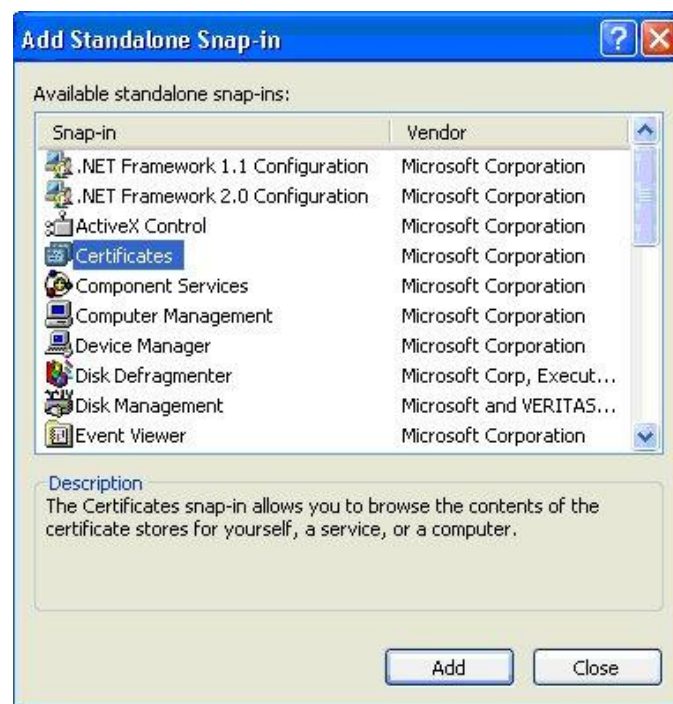 Add Standalone Snap-in
Available standalone snap-ins:
Snap-in Vendor
.NET Framework 1.1 Configuration Microsoft Corporation
.NET Framework 2.0 Configuration Microsoft Corporation
ActiveX Control Microsoft Corporation
Certificates Microsoft Corporation
Component Services Microsoft Corporation
Computer Management Microsoft Corporation
Device Manager Microsoft Corporation
Disk Defragmenter Microsoft Corp, Execut...
Disk Management Microsoft and VERITAS...
Event Viewer Microsoft Corporation
Description
The Certificates snap-in allows you to browse the contents of the
certificate stores for yourself, a service, or a computer.
Add Close